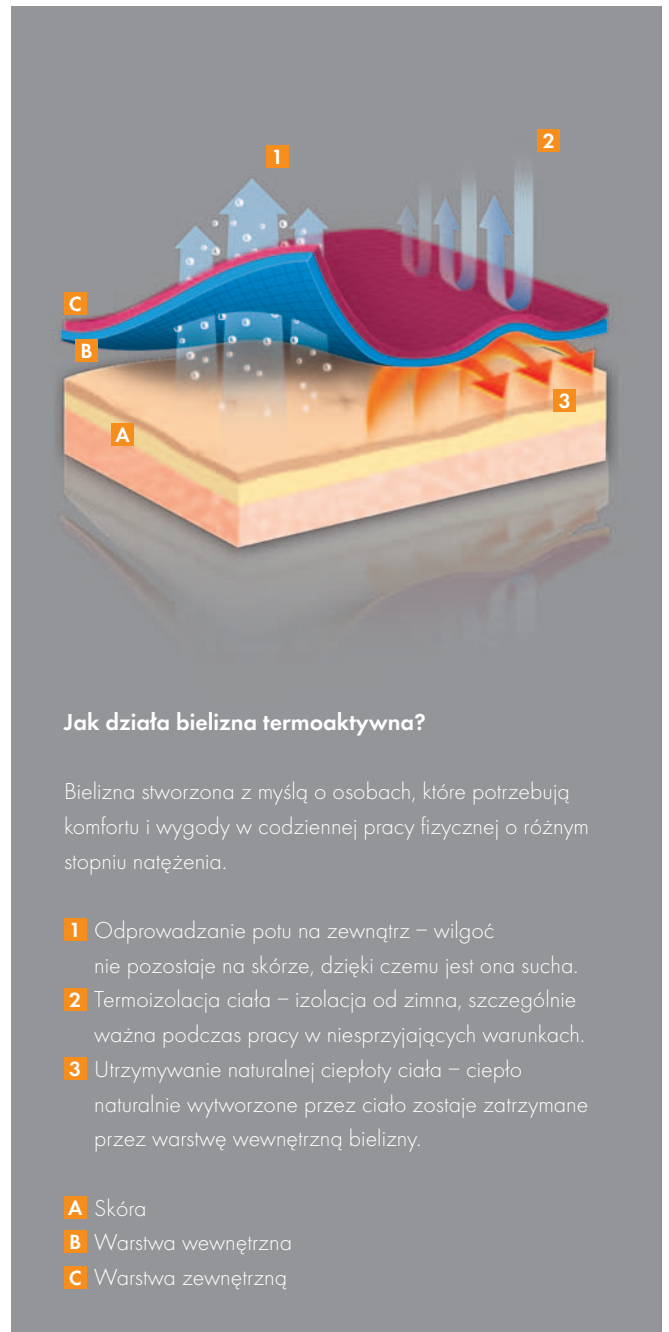 1
2
C
B
3
A
Jak działa bielizna termoaktywna?
Bielizna stworzona z myślą o osobach, które potrzebują
komfortu i wygody w codziennej pracy fizycznej o różnym
stopniu natężenia.
1 Odprowadzanie potu na zewnątrz – wilgoć
nie pozostaje na skórze, dzięki czemu jest ona sucha.
2 Termoizolacja ciała – izolacja od zimna, szczególnie
ważna podczas pracy w niesprzyjających warunkach.
3 Utrzymywanie naturalnej ciepłoty ciała – ciepło
naturalnie wytworzone przez ciało zostaje zatrzymane
przez warstwę wewnętrzną bielizny.
A Skóra
B Warstwa wewnętrzna
C Warstwa zewnętrzną